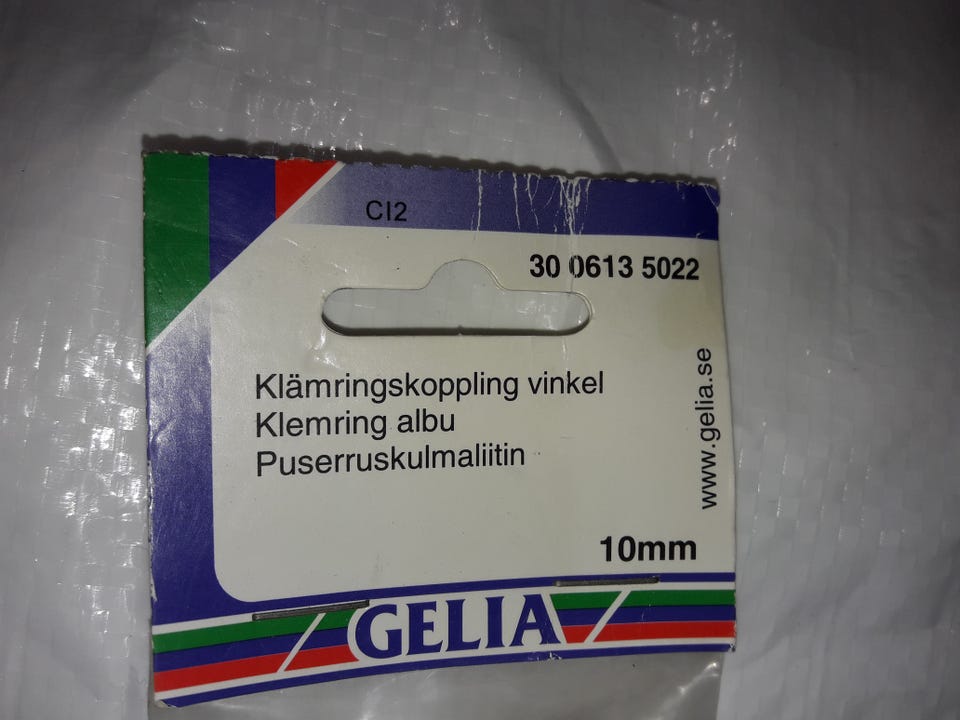 CI2
30 0613 5022
Klämringskoppling vinkel
Klemring albu
Puserruskulmaliitin
www.gelia.se
10mm
GELIA